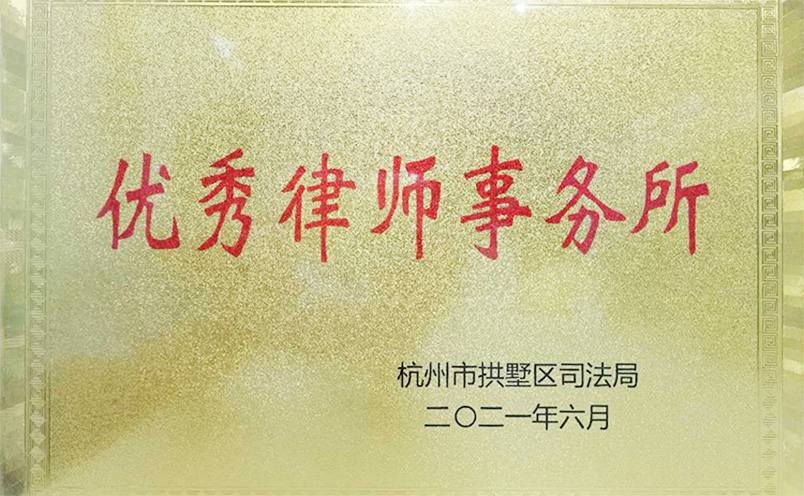 优秀律师事务所
杭州市拱墅区司法局
二〇二一年六月